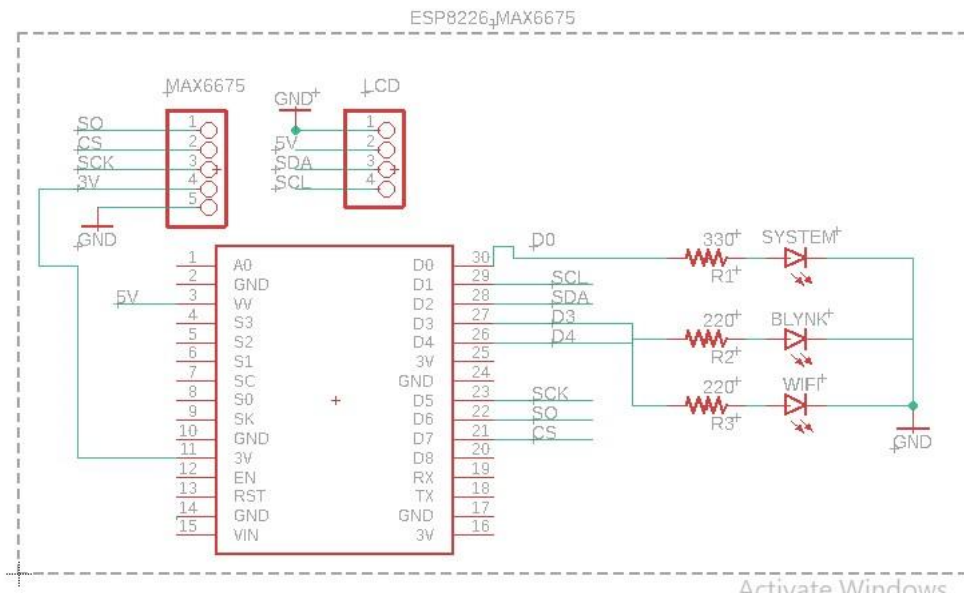 ESP8226,MAX6675
MAX6675
SO 1
CS 2
SCK 3
3V 4
5
GND
LCD
GND 1
5V 2
SDA 3
SCL 4
1 A0
2 GND
5V 3 VV
4 S3
5 S2
6 S1
7 SC
8 S0
9 SK
10 GND
11 3V
12 EN
13 RST
14 GND
15 VIN
D0 30 D0
D1 29 SCL
D2 28 SDA
D3 27 D3
D4 26 D4
3V 25
GND 24
D5 23 SCK
D6 22 SO
D7 21 CS
D8 20
RX 19
TX 18
GND 17
3V 16
330 SYSTEM
R1
220 BLYNK
R2
220 WIFI
R3
GND
Activate Windows